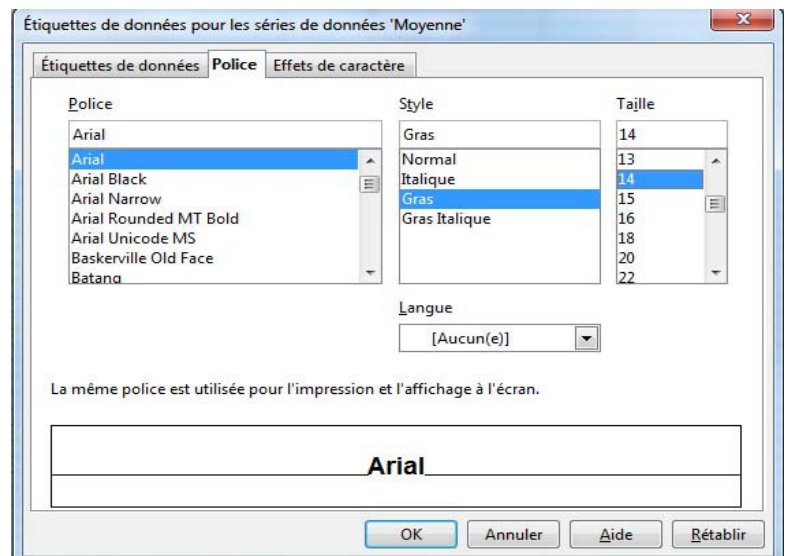 Étiquettes de données pour les séries de données 'Moyenne'
Étiquettes de données Police Effets de caractère
Police Style Taille
Arial Gras 14
Arial Normal 13
Arial Black Italique 14
Arial Narrow Gras 15
Arial Rounded MT Bold Gras Italique 16
Arial Unicode MS 18
Baskerville Old Face 20
Batang 22
Langue
[Aucun(e)]
La même police est utilisée pour l'impression et l'affichage à l'écran.
Arial
OK Annuler Aide Rétablir